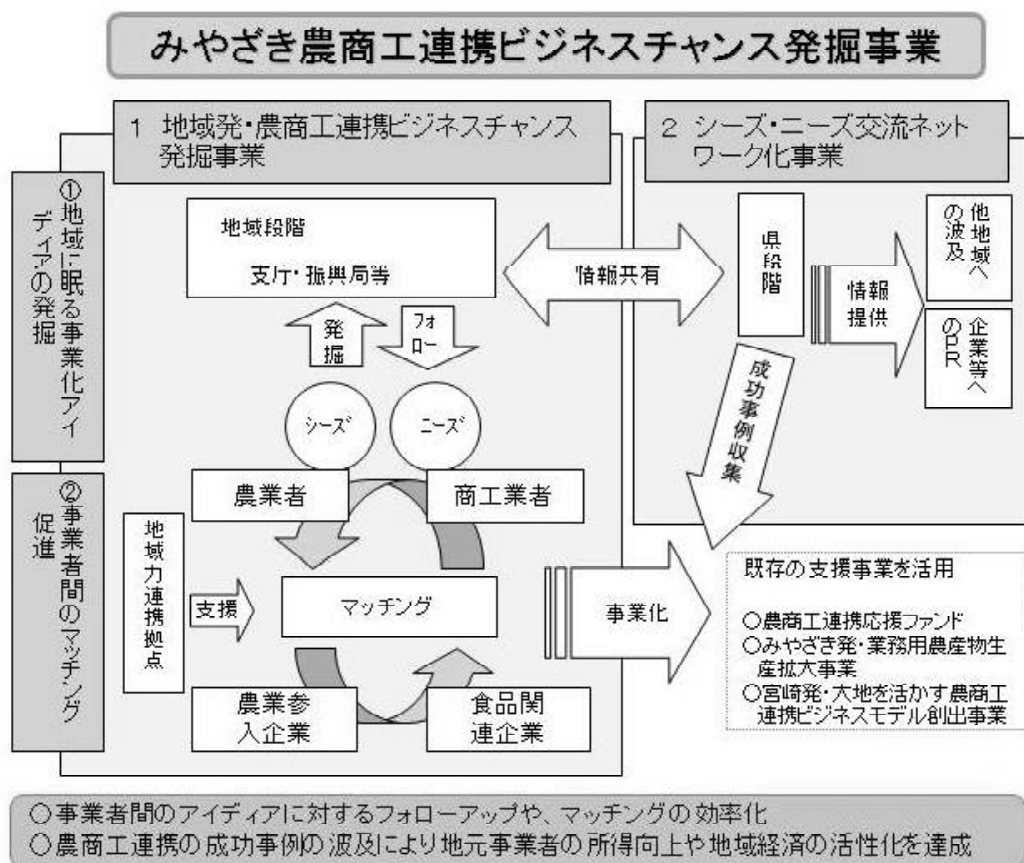 みやざき農商工連携ビジネスチャンス発掘事業
1 地域発・農商工連携ビジネスチャンス
発掘事業
2 シーズ・ニーズ交流ネット
ワーク化事業
①地域に眠る事業化アイ
ディアの発掘
地域段階
支庁・振興局等
情報共有
県段階
情報
提供
他地域へ
の波及
企業等へ
のPR
発掘
フォロー
シーズ
ニーズ
成功事例収集
農業者
商工業者
②事業者間のマッチング
促進
地域力連携拠点
支援
マッチング
事業化
農業参
入企業
食品関
連企業
既存の支援事業を活用
○農商工連携応援ファンド
○みやざき発・業務用農産物生
産拡大事業
○宮崎発・大地を活かす農商工
連携ビジネスモデル創出事業
○事業者間のアイディアに対するフォローアップや、マッチングの効率化
○農商工連携の成功事例の波及により地元事業者の所得向上や地域経済の活性化を達成